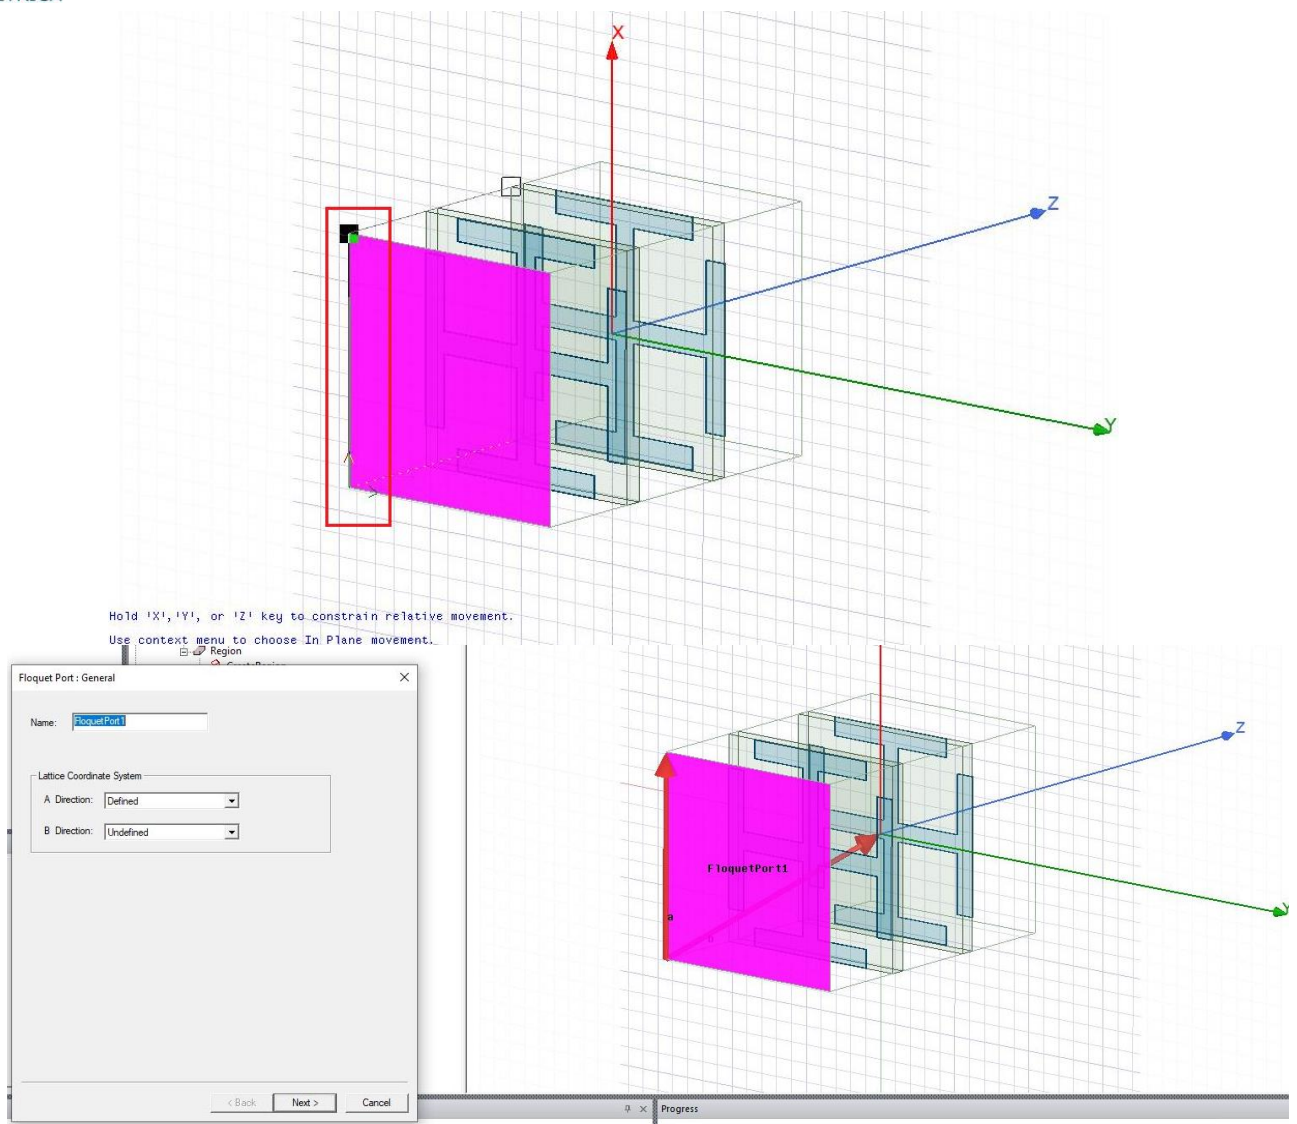 X
Z
Y
Hold 'X','Y', or 'Z' key to constrain relative movement.
Use context menu to choose In Plane movement.
Region
Floquet Port : General
Name: FloquetPort1
Lattice Coordinate System
A Direction: Defined
B Direction: Undefined
< Back Next > Cancel
Z
FloquetPort1
a
Y
Progress